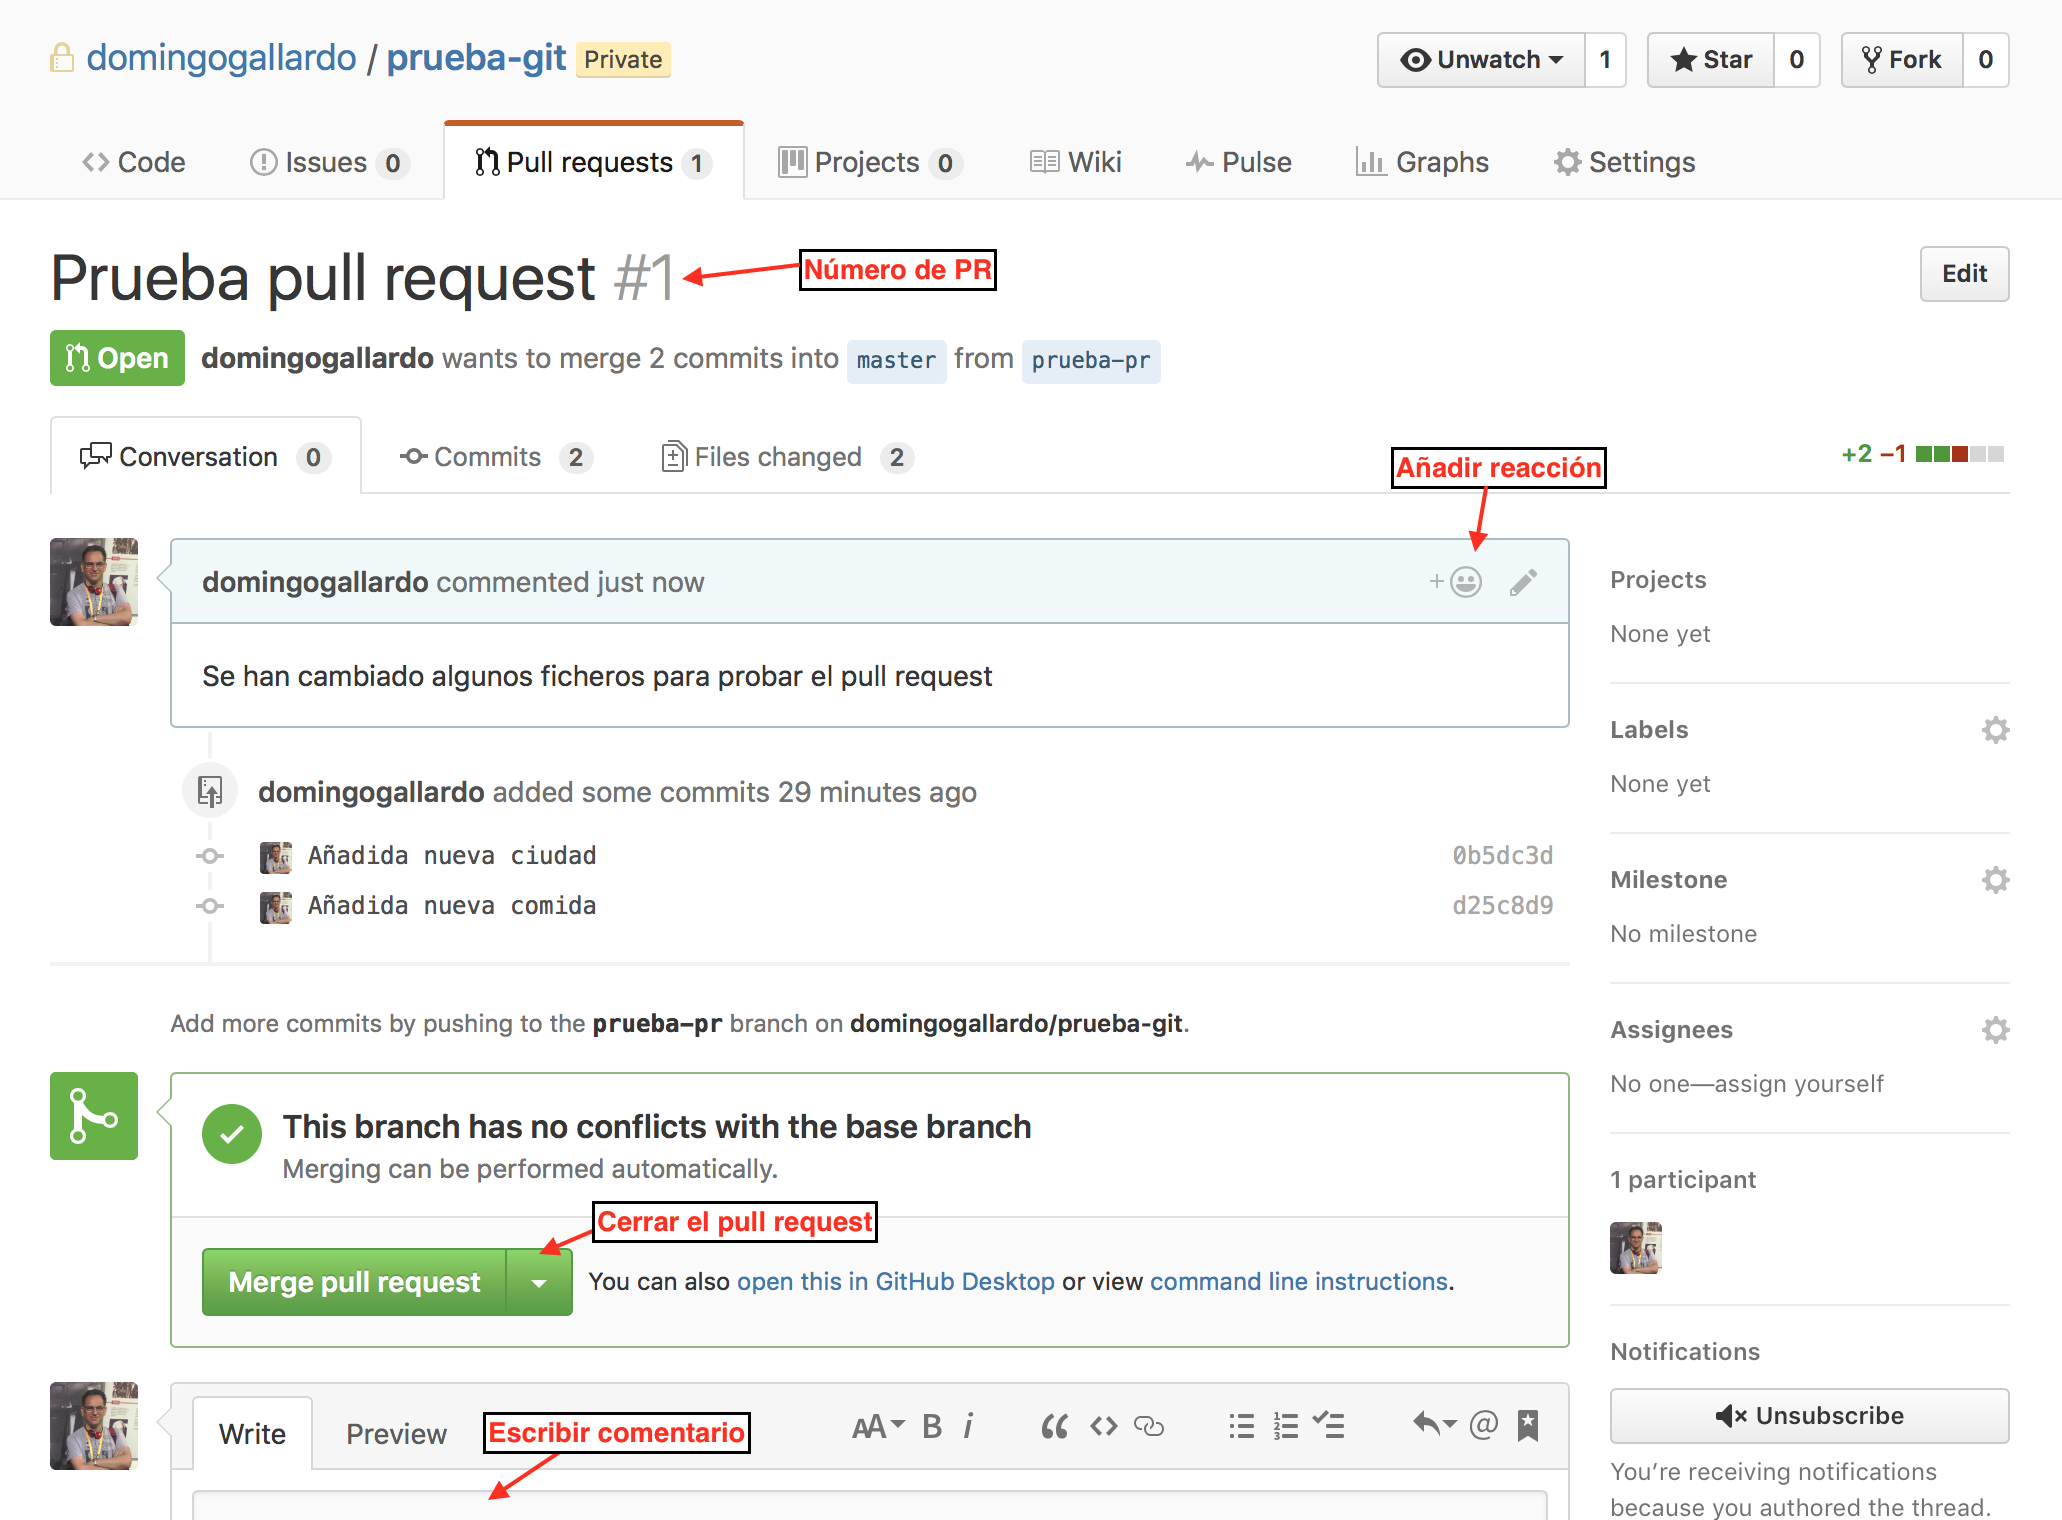 domingogallardo / prueba-git Private
Unwatch 1 Star 0 Fork 0
Code Issues 0 Pull requests 1 Projects 0 Wiki Pulse Graphs Settings
Prueba pull request #1
Número de PR
Edit
Open domingogallardo wants to merge 2 commits into master from prueba-pr
Conversation 0 Commits 2 Files changed 2
+2 −1
Añadir reacción
domingogallardo commented just now
Se han cambiado algunos ficheros para probar el pull request
domingogallardo added some commits 29 minutes ago
Añadida nueva ciudad 0b5dc3d
Añadida nueva comida d25c8d9
Add more commits by pushing to the prueba-pr branch on domingogallardo/prueba-git.
This branch has no conflicts with the base branch
Merging can be performed automatically.
Cerrar el pull request
Merge pull request You can also open this in GitHub Desktop or view command line instructions.
Write Preview
Escribir comentario
Projects
None yet
Labels
None yet
Milestone
No milestone
Assignees
No one—assign yourself
1 participant
Notifications
Unsubscribe
You’re receiving notifications
because you authored the thread.